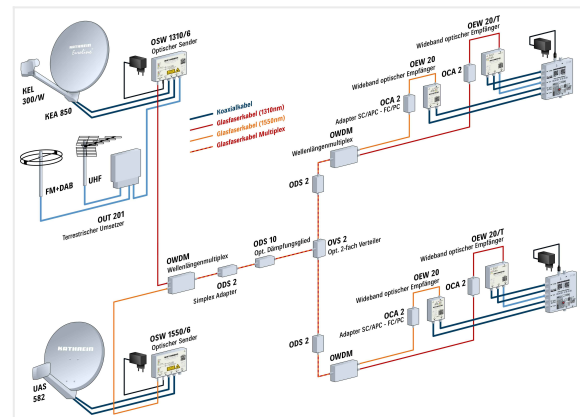 OSW 1310/6
Optischer Sender
KATHREIN
KEL
300/W
KEA 850
FM+DAB
UHF
OUT 201
Terrestrischer Umsetzer
Koaxialkabel
Glasfaserkabel (1310nm)
Glasfaserkabel (1550nm)
Glasfaserkabel Multiplex
OEW 20/T
Wideband optischer Empfänger
OEW 20
Wideband optischer Empfänger
OCA 2
OCA 2
Adapter SC/APC - FC/PC
OWDM
Wellenlängenmultiplex
ODS 2
ODS 10
Opt. Dämpfungsglied
OVS 2
Opt. 2-fach Verteiler
OWDM
Wellenlängenmultiplex
ODS 2
Simplex Adapter
OEW 20/T
Wideband optischer Empfänger
OEW 20
Wideband optischer Empfänger
OCA 2
OCA 2
Adapter SC/APC - FC/PC
ODS 2
OWDM
OSW 1550/6
Optischer Sender
KATHREIN
UAS
582